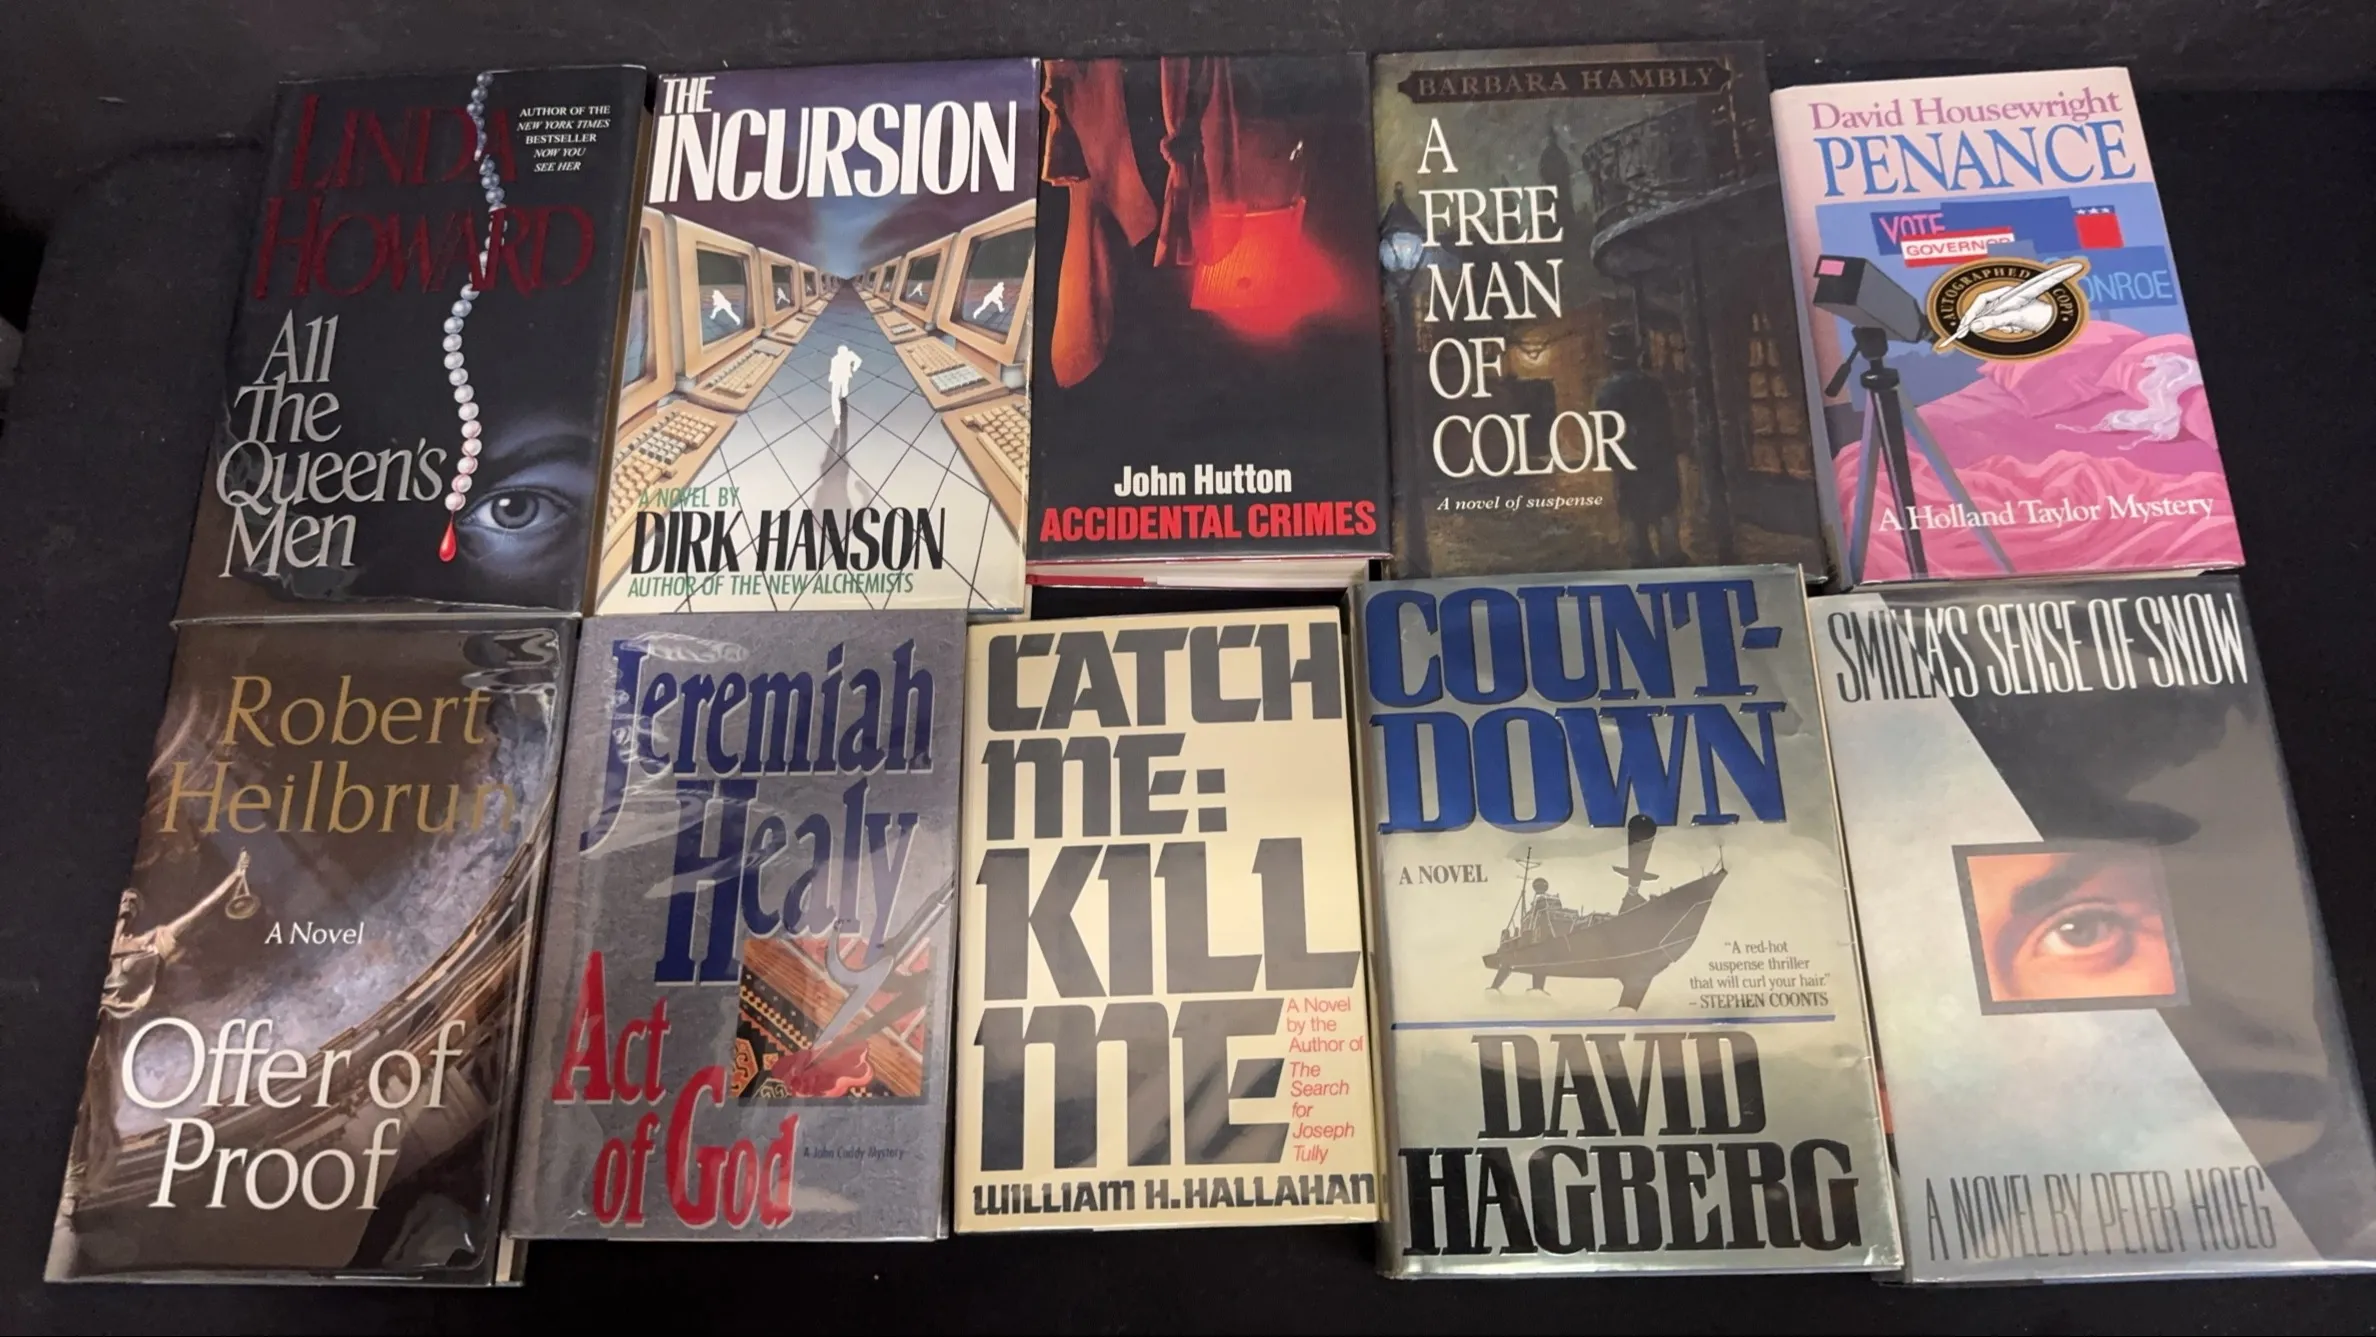 LINDA
HOWARD
AUTHOR OF THE
NEW YORK TIMES
BESTSELLER
NOW YOU
SEE HER
All
The
Queen's
Men
THE
INCURSION
A NOVEL BY
DIRK HANSON
AUTHOR OF THE NEW ALCHEMISTS
John Hutton
ACCIDENTAL CRIMES
BARBARA HAMBLY
A
FREE
MAN
OF
COLOR
A novel of suspense
David Housewright
PENANCE
VOTE
GOVERNOR
ONROE
AUTOGRAPHED COPY
A Holland Taylor Mystery
Robert
Heilbrun
A Novel
Offer of
Proof
Jeremiah
Healy
Act
of God
A John Cuddy Mystery
CATCH
ME:
KILL
ME
A Novel
by the
Author of
The
Search
for
Joseph
Tully
WILLIAM H. HALLAHAN
COUNT-
DOWN
A NOVEL
"A red-hot
suspense thriller
that will curl your hair."
– STEPHEN COONTS
DAVID
HAGBERG
SMILLA'S SENSE OF SNOW
A NOVEL BY PETER HOEG